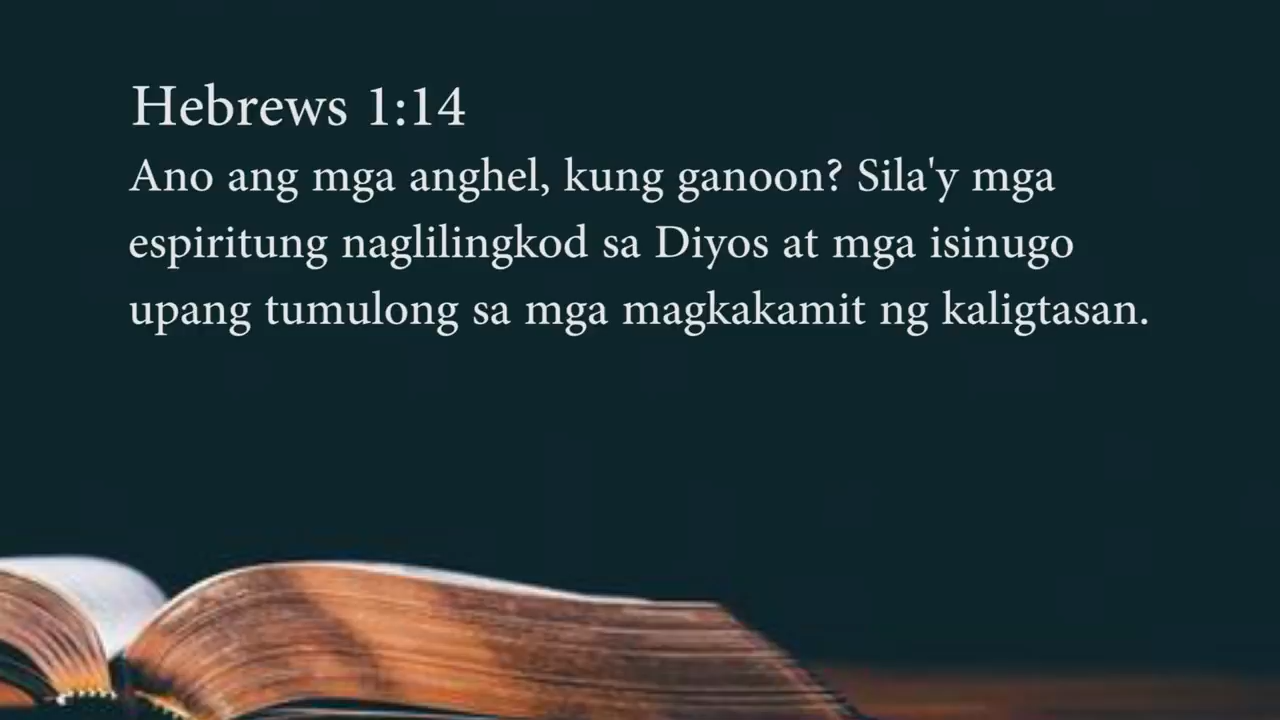 Hebrews 1:14
Ano ang mga anghel, kung ganoon? Sila'y mga
espiritung naglilingkod sa Diyos at mga isinugo
upang tumulong sa mga magkakamit ng kaligtasan.